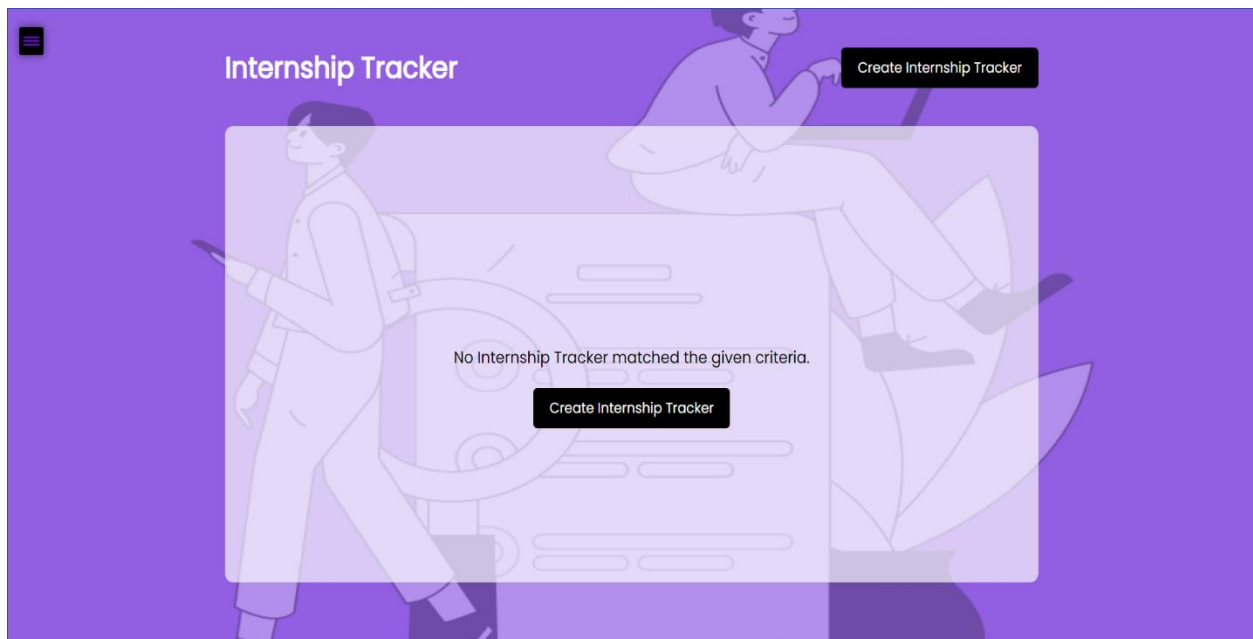 Internship Tracker
Create Internship Tracker
No Internship Tracker matched the given criteria.
Create Internship Tracker